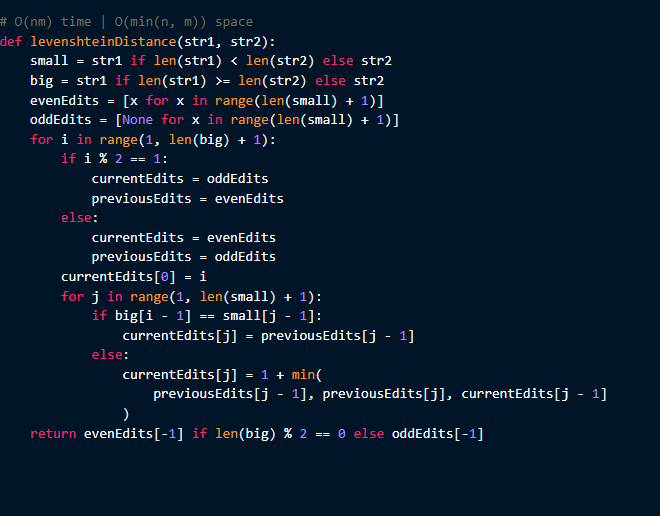 # O(nm) time | O(min(n, m)) space
def levenshteinDistance(str1, str2):
    small = str1 if len(str1) < len(str2) else str2
    big = str1 if len(str1) >= len(str2) else str2
    evenEdits = [x for x in range(len(small) + 1)]
    oddEdits = [None for x in range(len(small) + 1)]
    for i in range(1, len(big) + 1):
        if i % 2 == 1:
            currentEdits = oddEdits
            previousEdits = evenEdits
        else:
            currentEdits = evenEdits
            previousEdits = oddEdits
        currentEdits[0] = i
        for j in range(1, len(small) + 1):
            if big[i - 1] == small[j - 1]:
                currentEdits[j] = previousEdits[j - 1]
            else:
                currentEdits[j] = 1 + min(
                    previousEdits[j - 1], previousEdits[j], currentEdits[j - 1]
                )
    return evenEdits[-1] if len(big) % 2 == 0 else oddEdits[-1]